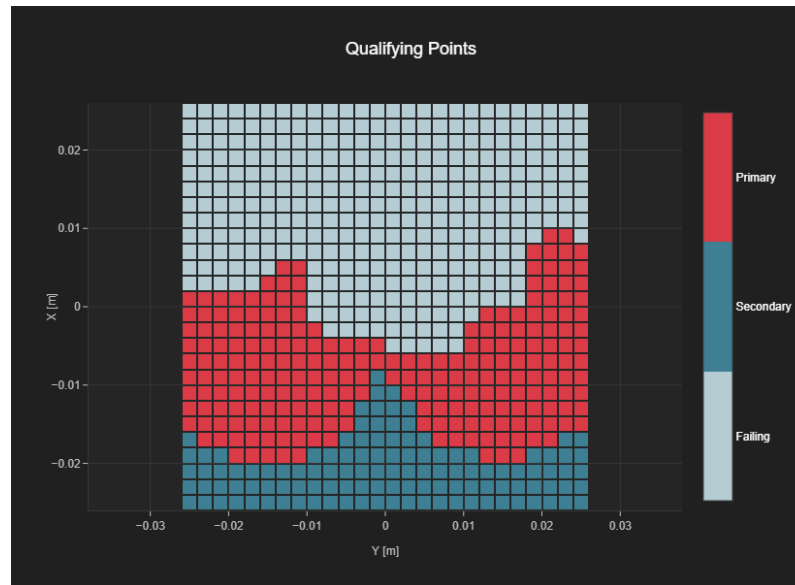 Qualifying Points
0.02
0.01
0
−0.01
−0.02
X [m]
−0.03
−0.02
−0.01
0
0.01
0.02
0.03
Y [m]
Primary
Secondary
Failing